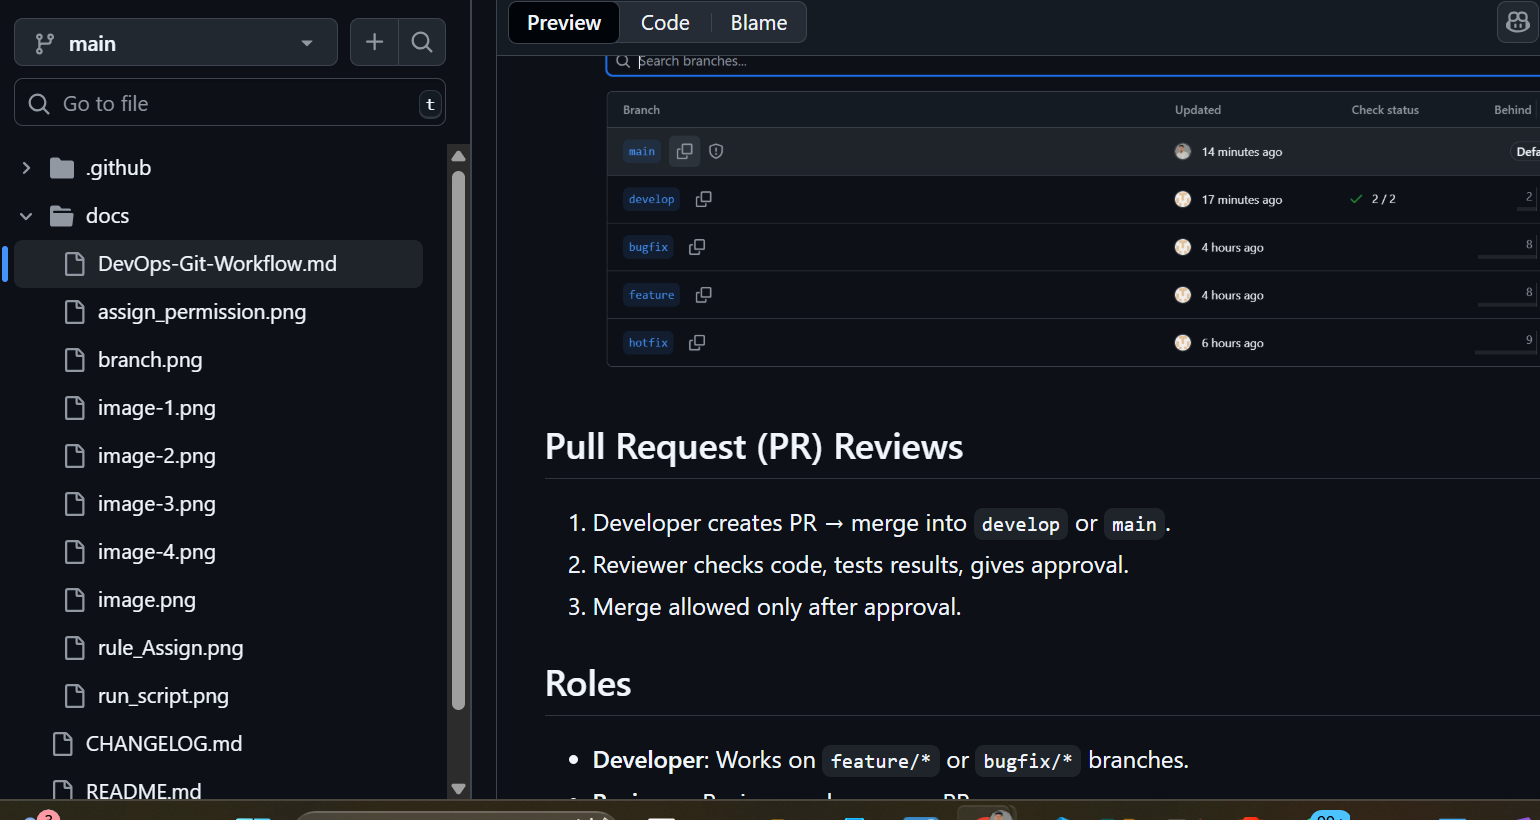 main
Go to file
t
.github
docs
DevOps-Git-Workflow.md
assign_permission.png
branch.png
image-1.png
image-2.png
image-3.png
image-4.png
image.png
rule_Assign.png
run_script.png
CHANGELOG.md
README.md
Preview Code Blame
Search branches...
Branch Updated Check status Behind
main 14 minutes ago Defa
develop 17 minutes ago 2 / 2 2
bugfix 4 hours ago 8
feature 4 hours ago 8
hotfix 6 hours ago 9
Pull Request (PR) Reviews
1. Developer creates PR → merge into develop or main.
2. Reviewer checks code, tests results, gives approval.
3. Merge allowed only after approval.
Roles
• Developer: Works on feature/* or bugfix/* branches.